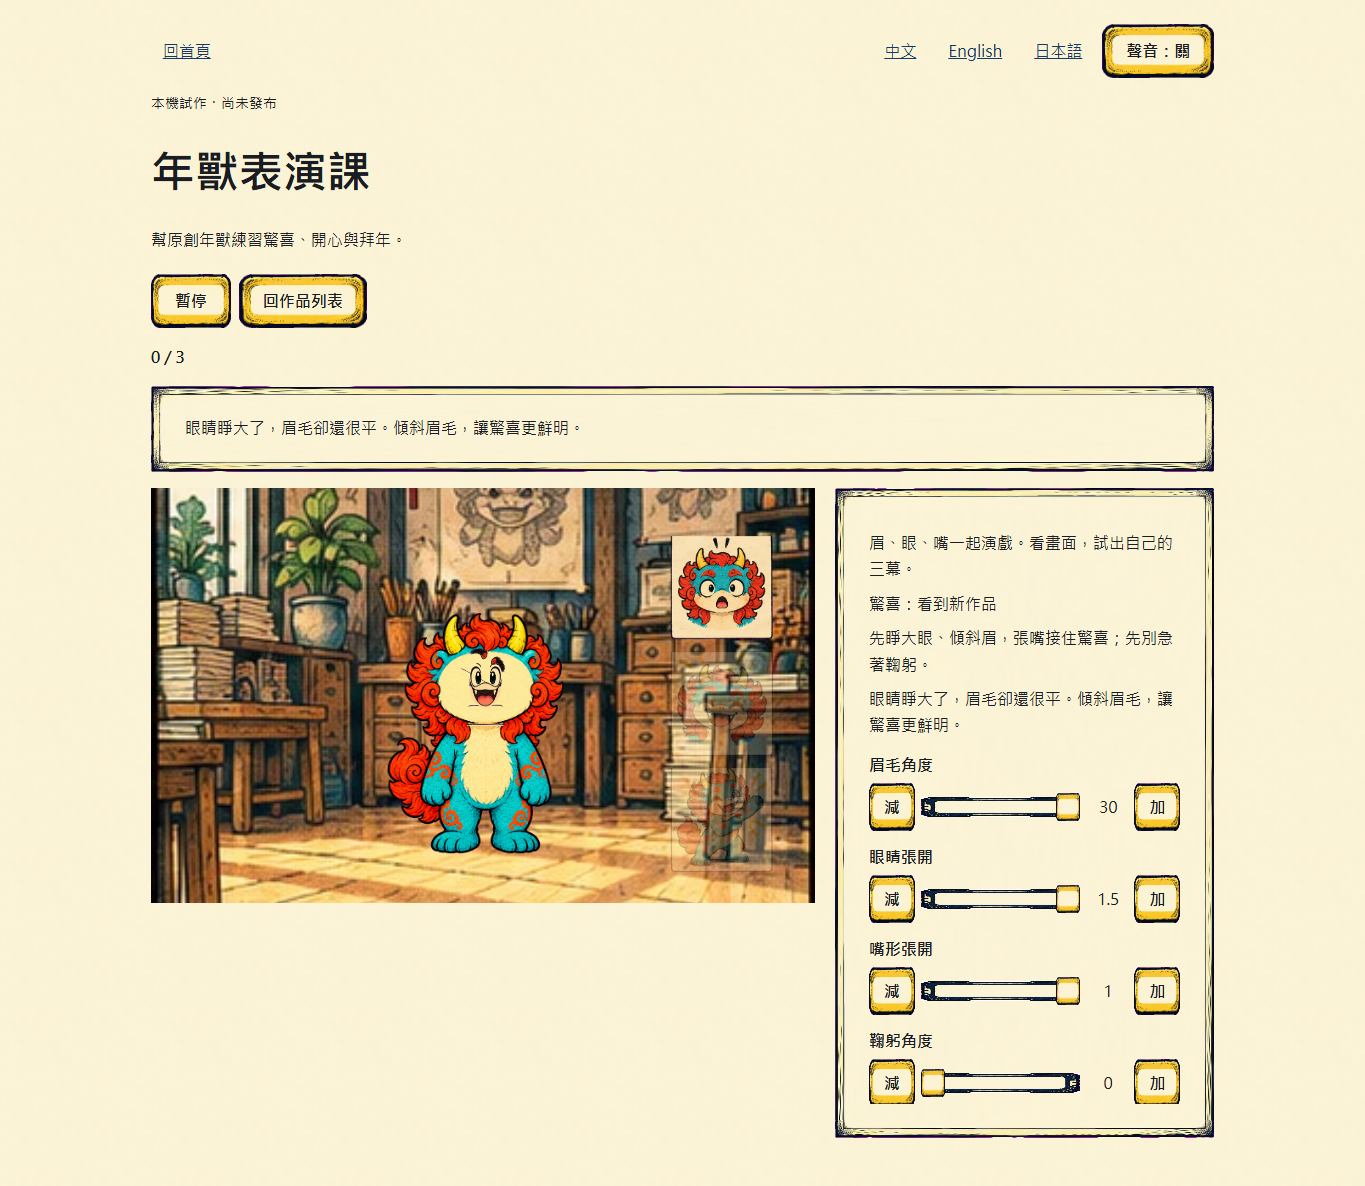 回首頁
中文 English 日本語 聲音：關
本機試作・尚未發布
年獸表演課
幫原創年獸練習驚喜、開心與拜年。
暫停 回作品列表
0 / 3
眼睛睜大了，眉毛卻還很平。傾斜眉毛，讓驚喜更鮮明。
眉、眼、嘴一起演戲。看畫面，試出自己的
三幕。
驚喜：看到新作品
先睜大眼、傾斜眉，張嘴接住驚喜；先別急
著鞠躬。
眼睛睜大了，眉毛卻還很平。傾斜眉毛，讓
驚喜更鮮明。
眉毛角度
減 30 加
眼睛張開
減 1.5 加
嘴形張開
減 1 加
鞠躬角度
減 0 加